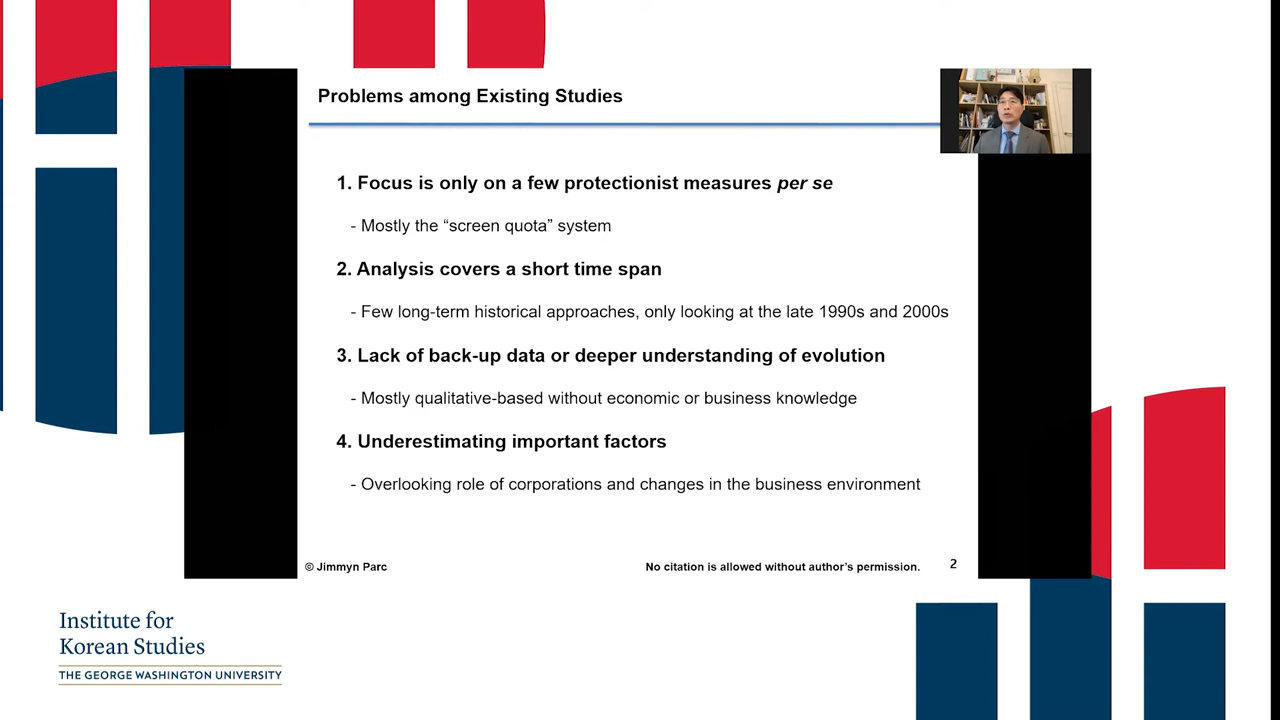 Problems among Existing Studies
1. Focus is only on a few protectionist measures per se
- Mostly the “screen quota” system
2. Analysis covers a short time span
- Few long-term historical approaches, only looking at the late 1990s and 2000s
3. Lack of back-up data or deeper understanding of evolution
- Mostly qualitative-based without economic or business knowledge
4. Underestimating important factors
- Overlooking role of corporations and changes in the business environment
© Jimmyn Parc
No citation is allowed without author’s permission.
2
Institute for
Korean Studies
THE GEORGE WASHINGTON UNIVERSITY